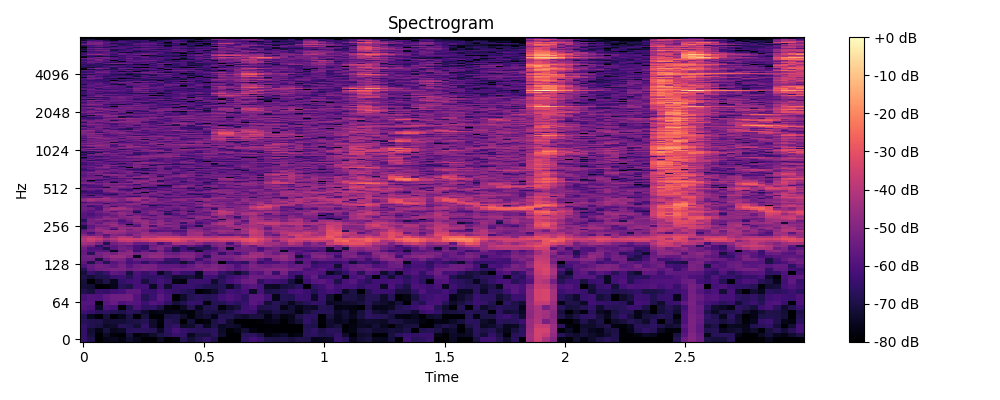 Spectrogram
+0 dB
4096
-10 dB
2048
-20 dB
1024
-30 dB
Hz
512
-40 dB
256
-50 dB
128
-60 dB
64
-70 dB
0
-80 dB
0 0.5 1 1.5 2 2.5
Time